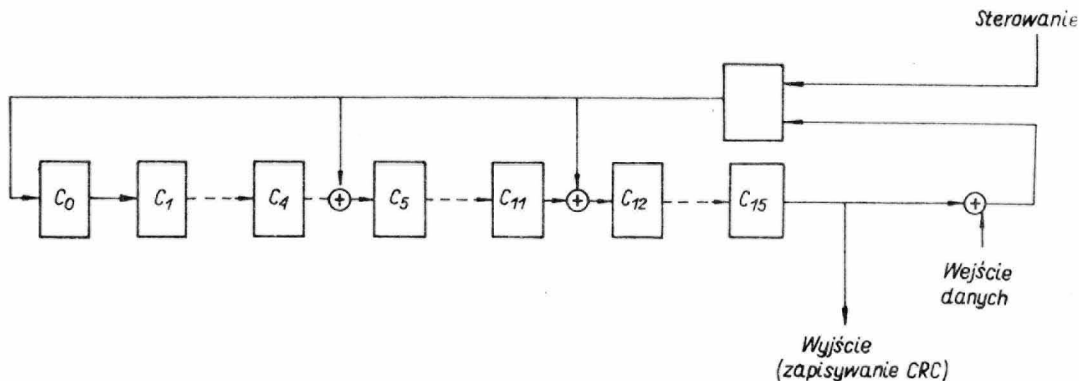 Sterowanie
C0 C1 C4 + C5 C11 + C12 C15 +
Wejście
danych
Wyjście
(zapisywanie CRC)